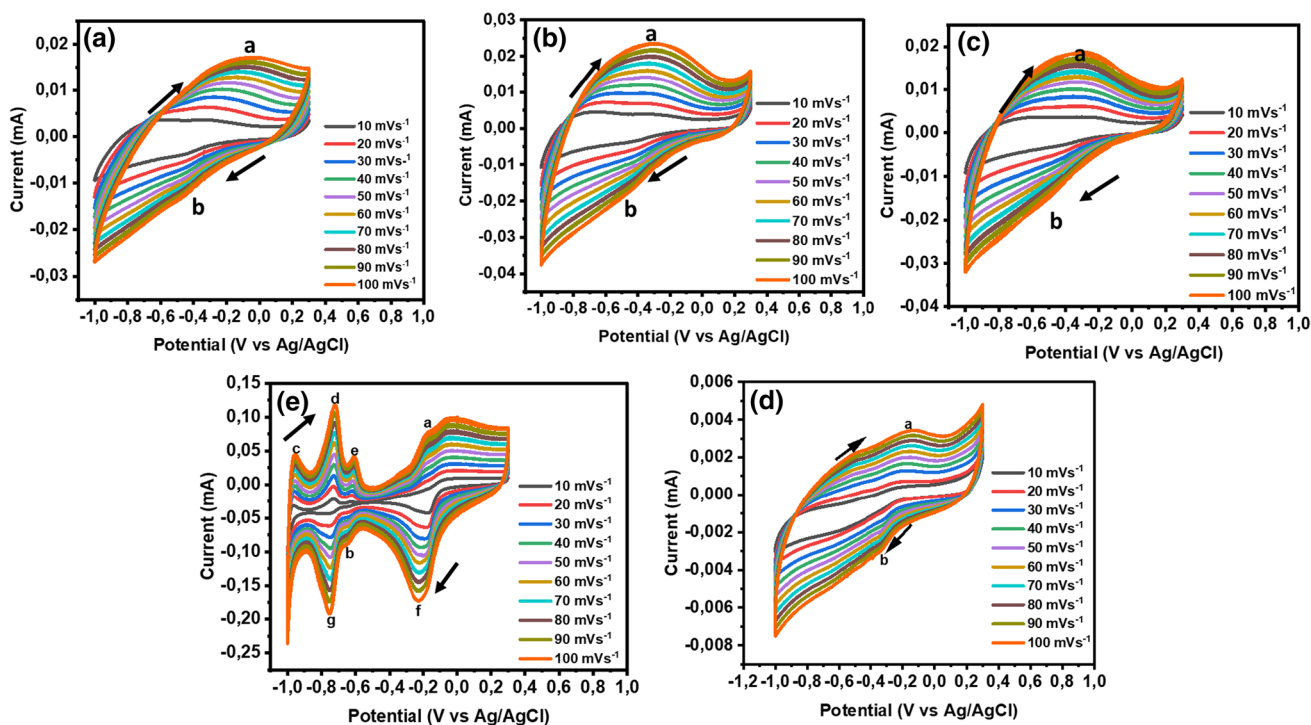 (a)
a
b
0,02
0,01
0,00
-0,01
-0,02
-0,03
Current (mA)
10 mVs⁻¹
20 mVs⁻¹
30 mVs-¹
40 mVs⁻¹
50 mVs⁻¹
60 mVs⁻¹
70 mVs⁻¹
80 mVs⁻¹
90 mVs⁻¹
100 mVs⁻¹
-1,0 -0,8 -0,6 -0,4 -0,2 0,0 0,2 0,4 0,6 0,8 1,0
Potential (V vs Ag/AgCl)
(b)
a
b
0,03
0,02
0,01
0,00
-0,01
-0,02
-0,03
-0,04
Current (mA)
10 mVs⁻¹
20 mVs⁻¹
30 mVs⁻¹
40 mVs⁻¹
50 mVs⁻¹
60 mVs⁻¹
70 mVs⁻¹
80 mVs⁻¹
90 mVs⁻¹
100 mVs⁻¹
-1,0 -0,8 -0,6 -0,4 -0,2 0,0 0,2 0,4 0,6 0,8 1,0
Potential (V vs Ag/AgCl)
(c)
a
b
0,02
0,01
0,00
-0,01
-0,02
-0,03
-0,04
Current (mA)
10 mVs⁻¹
20 mVs⁻¹
30 mVs⁻¹
40 mVs⁻¹
50 mVs⁻¹
60 mVs⁻¹
70 mVs⁻¹
80 mVs⁻¹
90 mVs⁻¹
100 mVs⁻¹
-1,0 -0,8 -0,6 -0,4 -0,2 0,0 0,2 0,4 0,6 0,8 1,0
Potential (V vs Ag/AgCl)
(e)
d
a
c
e
b
g
f
0,15
0,10
0,05
0,00
-0,05
-0,10
-0,15
-0,20
-0,25
Current (mA)
10 mVs⁻¹
20 mVs⁻¹
30 mVs⁻¹
40 mVs⁻¹
50 mVs⁻¹
60 mVs⁻¹
70 mVs⁻¹
80 mVs⁻¹
90 mVs⁻¹
100 mVs⁻¹
-1,0 -0,8 -0,6 -0,4 -0,2 0,0 0,2 0,4 0,6 0,8 1,0
Potential (V vs Ag/AgCl)
(d)
a
b
0,006
0,004
0,002
0,000
-0,002
-0,004
-0,006
-0,008
Current (mA)
10 mVs⁻¹
20 mVs⁻¹
30 mVs⁻¹
40 mVs⁻¹
50 mVs⁻¹
60 mVs⁻¹
70 mVs⁻¹
80 mVs⁻¹
90 mVs⁻¹
100 mVs⁻¹
-1,2 -1,0 -0,8 -0,6 -0,4 -0,2 0,0 0,2 0,4 0,6 0,8 1,0
Potential (V vs Ag/AgCl)